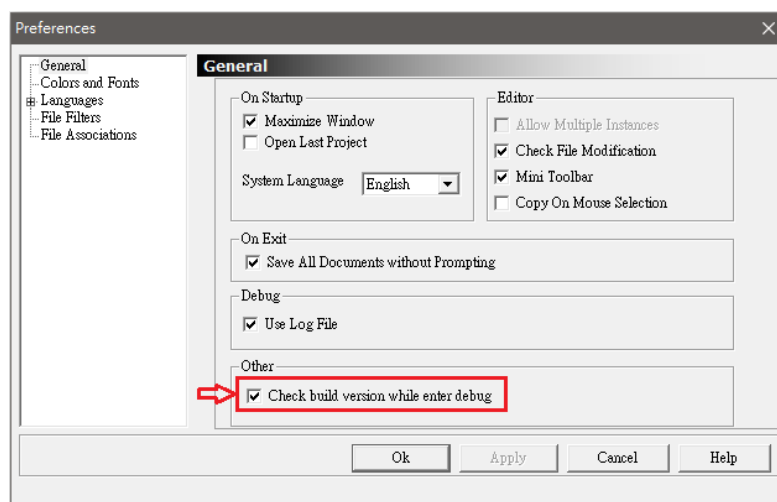 Preferences
General
Colors and Fonts
Languages
File Filters
File Associations
General
On Startup
Maximize Window
Open Last Project
System Language English
Editor
Allow Multiple Instances
Check File Modification
Mini Toolbar
Copy On Mouse Selection
On Exit
Save All Documents without Prompting
Debug
Use Log File
Other
Check build version while enter debug
Ok Apply Cancel Help